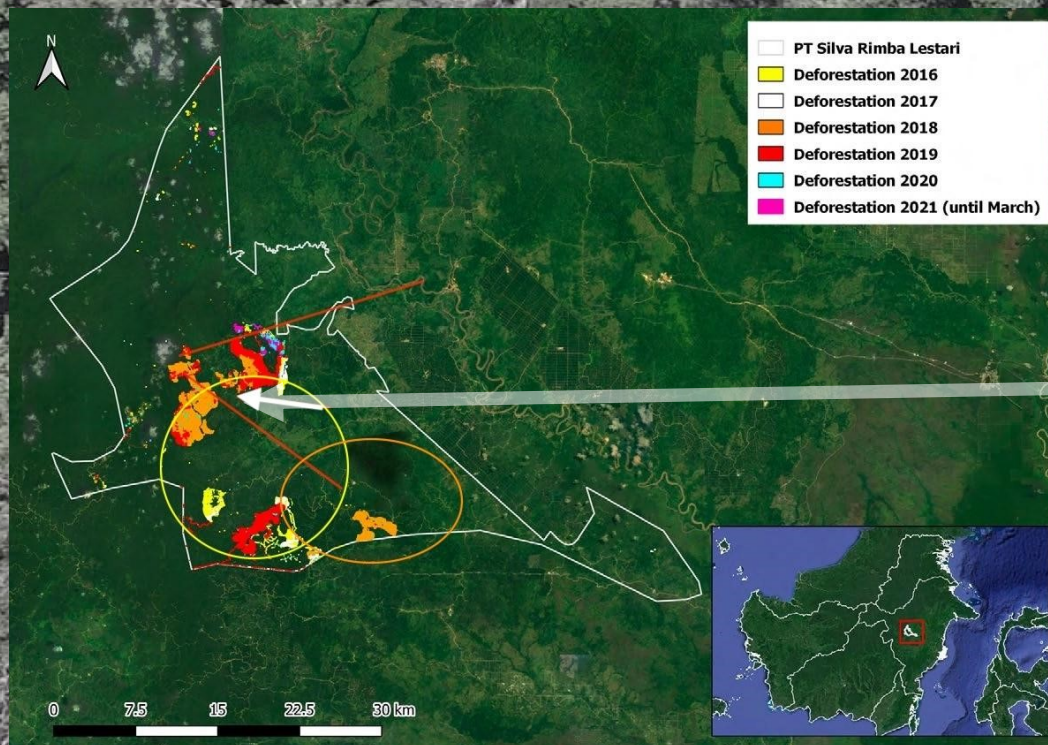 N
PT Silva Rimba Lestari
Deforestation 2016
Deforestation 2017
Deforestation 2018
Deforestation 2019
Deforestation 2020
Deforestation 2021 (until March)
0 7.5 15 22.5 30 km